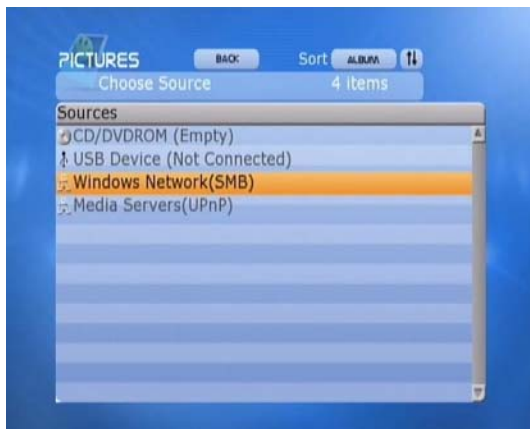 PICTURES BACK Sort ALBUM
Choose Source 4 items
Sources
CD/DVDROM (Empty)
USB Device (Not Connected)
Windows Network(SMB)
Media Servers(UPnP)